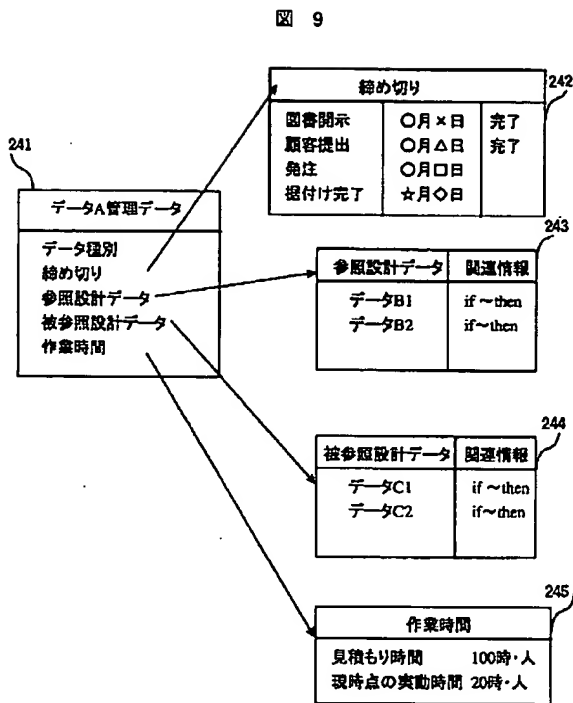 図 9
242
締め切り
図書開示 〇月×日 完了
顧客提出 〇月△日 完了
発注 〇月□日
据付け完了 ☆月◇日
241
データA管理データ
データ種別
締め切り
参照設計データ
被参照設計データ
作業時間
243
参照設計データ 関連情報
データB1 if~then
データB2 if~then
244
被参照設計データ 関連情報
データC1 if~then
データC2 if~then
245
作業時間
見積もり時間 100時・人
現時点の実動時間 20時・人